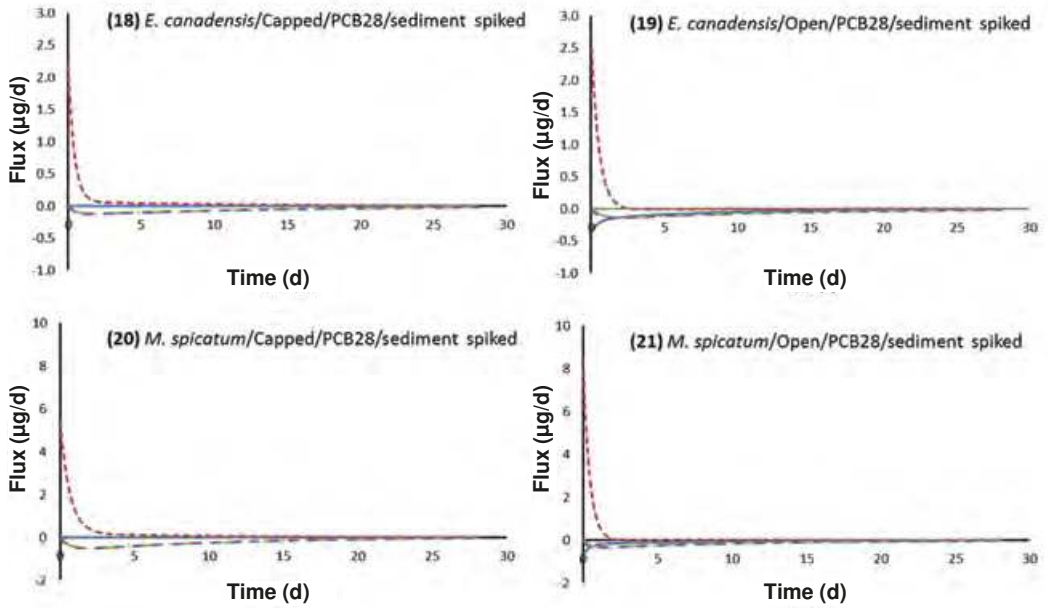 (18) E. canadensis/Capped/PCB28/sediment spiked
3.0
2.5
2.0
1.5
1.0
0.5
0.0
-0.5
-1.0
Flux (µg/d)
0 5 10 15 20 25 30
Time (d)
(19) E. canadensis/Open/PCB28/sediment spiked
3.0
2.5
2.0
1.5
1.0
0.5
0.0
-0.5
-1.0
Flux (µg/d)
0 5 10 15 20 25 30
Time (d)
(20) M. spicatum/Capped/PCB28/sediment spiked
10
8
6
4
2
0
-2
Flux (µg/d)
0 5 10 15 20 25 30
Time (d)
(21) M. spicatum/Open/PCB28/sediment spiked
10
8
6
4
2
0
-2
Flux (µg/d)
0 5 10 15 20 25 30
Time (d)